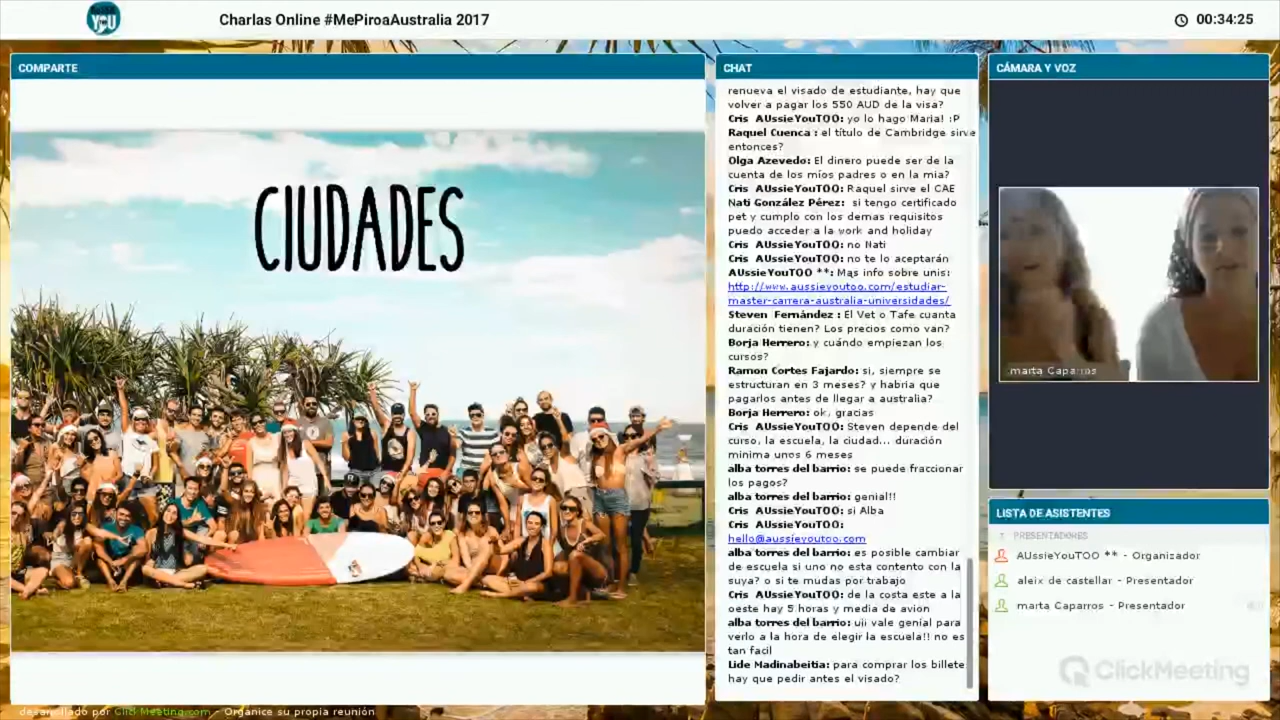 YOU
Charlas Online #MePiroaAustralia 2017
00:34:25
COMPARTE
CIUDADES
CHAT
renueva el visado de estudiante, hay que
volver a pagar los 550 AUD de la visa?
Cris AUssieYouTOO: yo lo hago Maria! :P
Raquel Cuenca : el título de Cambridge sirve
entonces?
Olga Azevedo: El dinero puede ser de la
cuenta de los míos padres o en la mia?
Cris AUssieYouTOO: Raquel sirve el CAE
Nati González Pérez: si tengo certificado
pet y cumplo con los demas requisitos
puedo acceder a la work and holiday
Cris AUssieYouTOO: no Nati
Cris AUssieYouTOO: no te lo aceptarán
AUssieYouTOO **: Mas info sobre unis:
http://www.aussieyoutoo.com/estudiar-
master-carrera-australia-universidades/
Steven Fernández : El Vet o Tafe cuanta
duración tienen? Los precios como van?
Borja Herrero: y cuándo empiezan los
cursos?
Ramon Cortes Fajardo: si, siempre se
estructuran en 3 meses? y habria que
pagarlos antes de llegar a australia?
Borja Herrero: ok, gracias
Cris AUssieYouTOO: Steven depende del
curso, la escuela, la ciudad... duración
minima unos 6 meses
alba torres del barrio: se puede fraccionar
los pagos?
alba torres del barrio: genial!!
Cris AUssieYouTOO: si Alba
Cris AUssieYouTOO:
hello@aussieyoutoo.com
alba torres del barrio: es posible cambiar
de escuela si uno no esta contento con la
suya? o si te mudas por trabajo
Cris AUssieYouTOO: de la costa este a la
oeste hay 5 horas y media de avion
alba torres del barrio: uji vale genial para
verlo a la hora de elegir la escuela!! no es
tan facil
Lide Madinabeitia: para comprar los billete
hay que pedir antes el visado?
CÁMARA Y VOZ
marta Caparros
LISTA DE ASISTENTES
PRESENTADORES
AUssieYouTOO ** - Organizador
aleix de castellar - Presentador
marta Caparros - Presentador
ClickMeeting
desarrollado por ClickMeeting.com - Organice su propia reunión